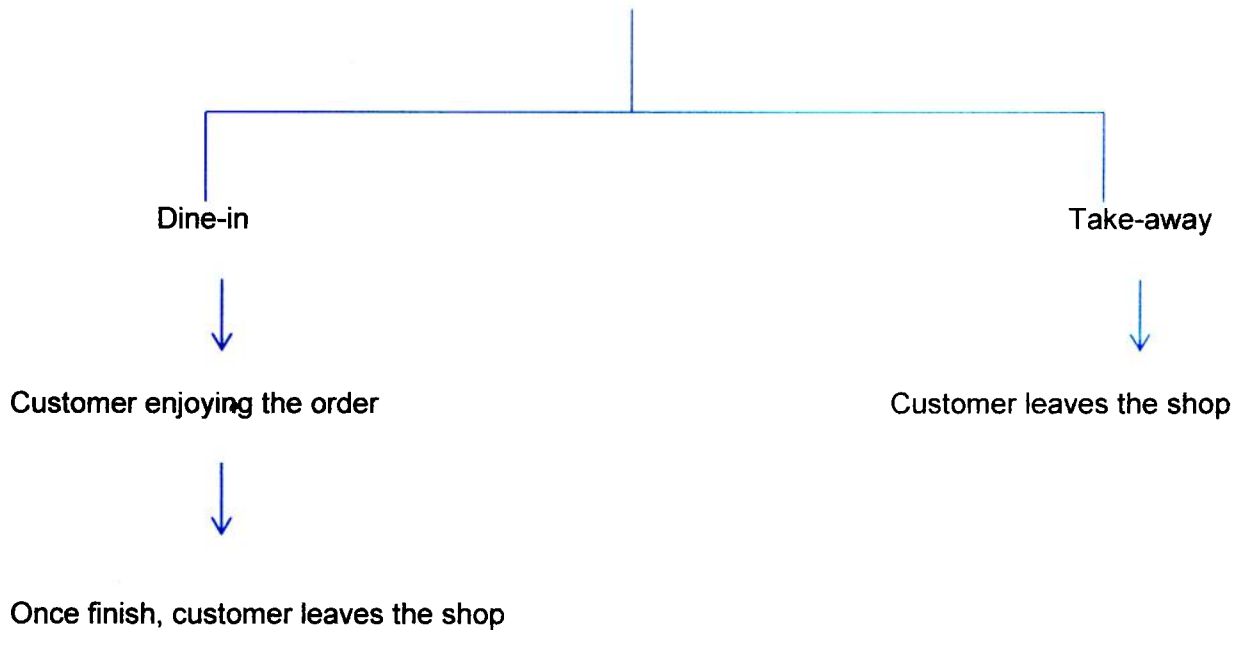 Dine-in
Take-away
Customer enjoying the order
Customer leaves the shop
Once finish, customer leaves the shop